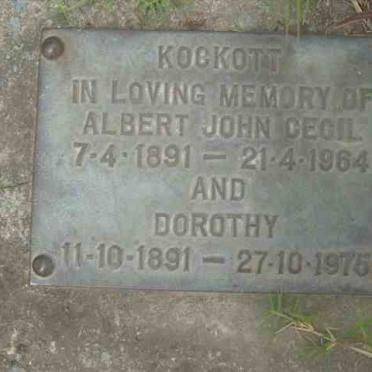 KOCKOTT
IN LOVING MEMORY OF
ALBERT JOHN CECIL
7-4-1891 — 21-4-1964
AND
DOROTHY
11-10-1891 — 27-10-1975